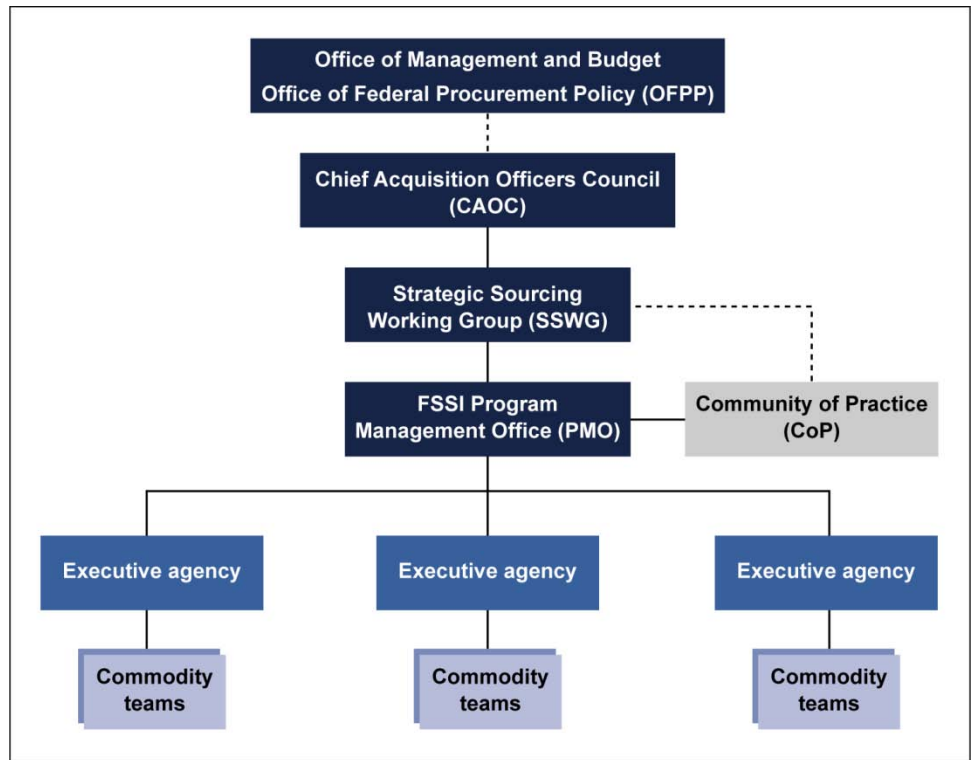 Office of Management and Budget
Office of Federal Procurement Policy (OFPP)
Chief Acquisition Officers Council
(CAOC)
Strategic Sourcing
Working Group (SSWG)
FSSI Program
Management Office (PMO)
Community of Practice
(CoP)
Executive agency
Executive agency
Executive agency
Commodity
teams
Commodity
teams
Commodity
teams